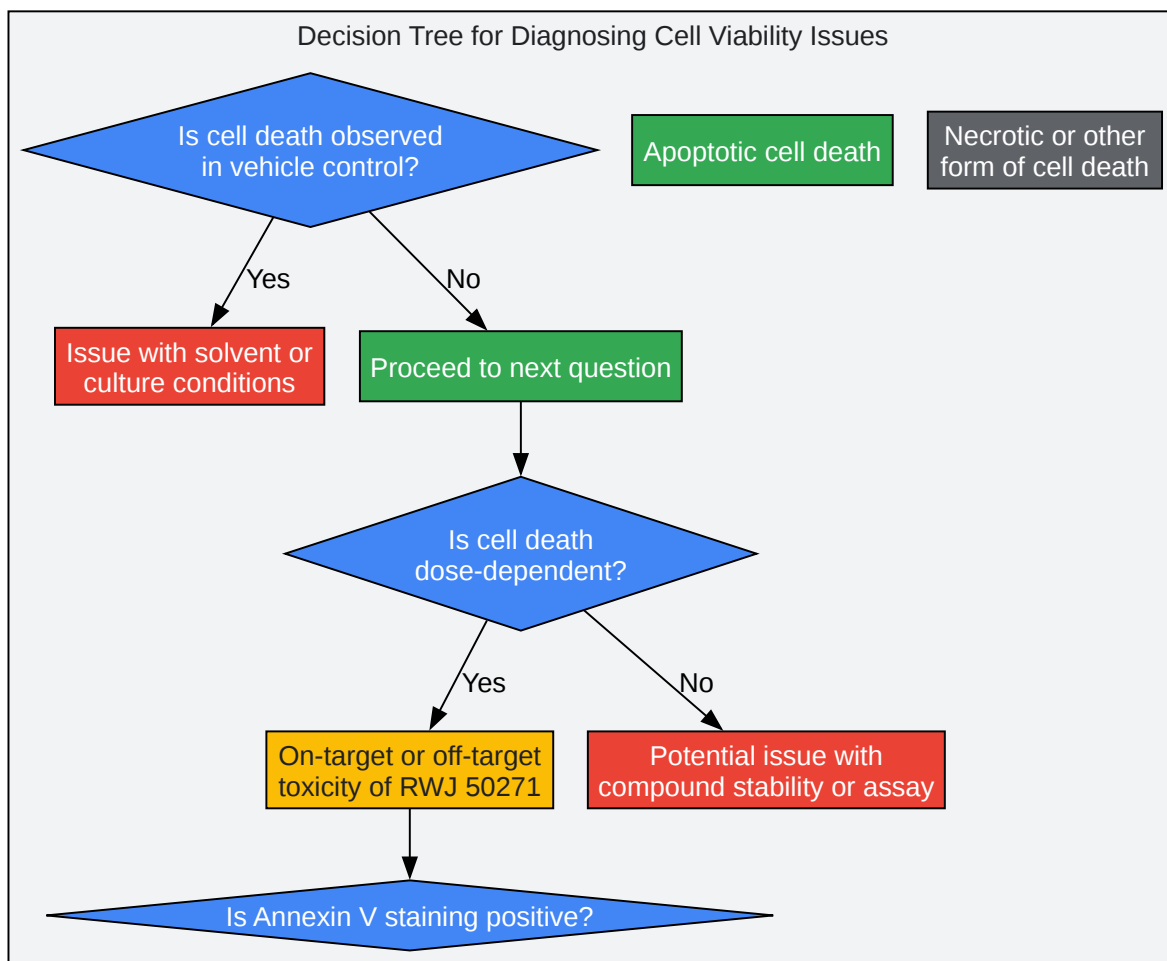 Decision Tree for Diagnosing Cell Viability Issues
Is cell death observed
in vehicle control?
Apoptotic cell death
Necrotic or other
form of cell death
Yes
No
Issue with solvent or
culture conditions
Proceed to next question
Is cell death
dose-dependent?
Yes
No
On-target or off-target
toxicity of RWJ 50271
Potential issue with
compound stability or assay
Is Annexin V staining positive?